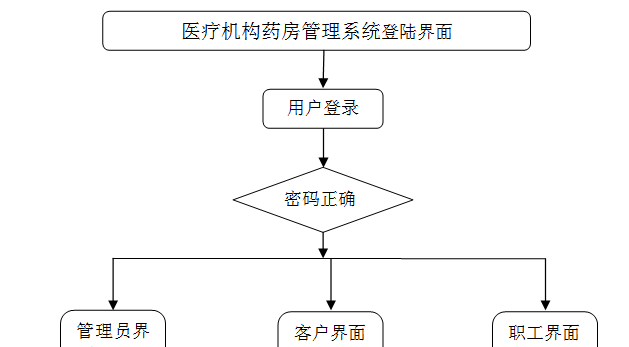 医疗机构药房管理系统登陆界面
用户登录
密码正确
管理员界
客户界面
职工界面